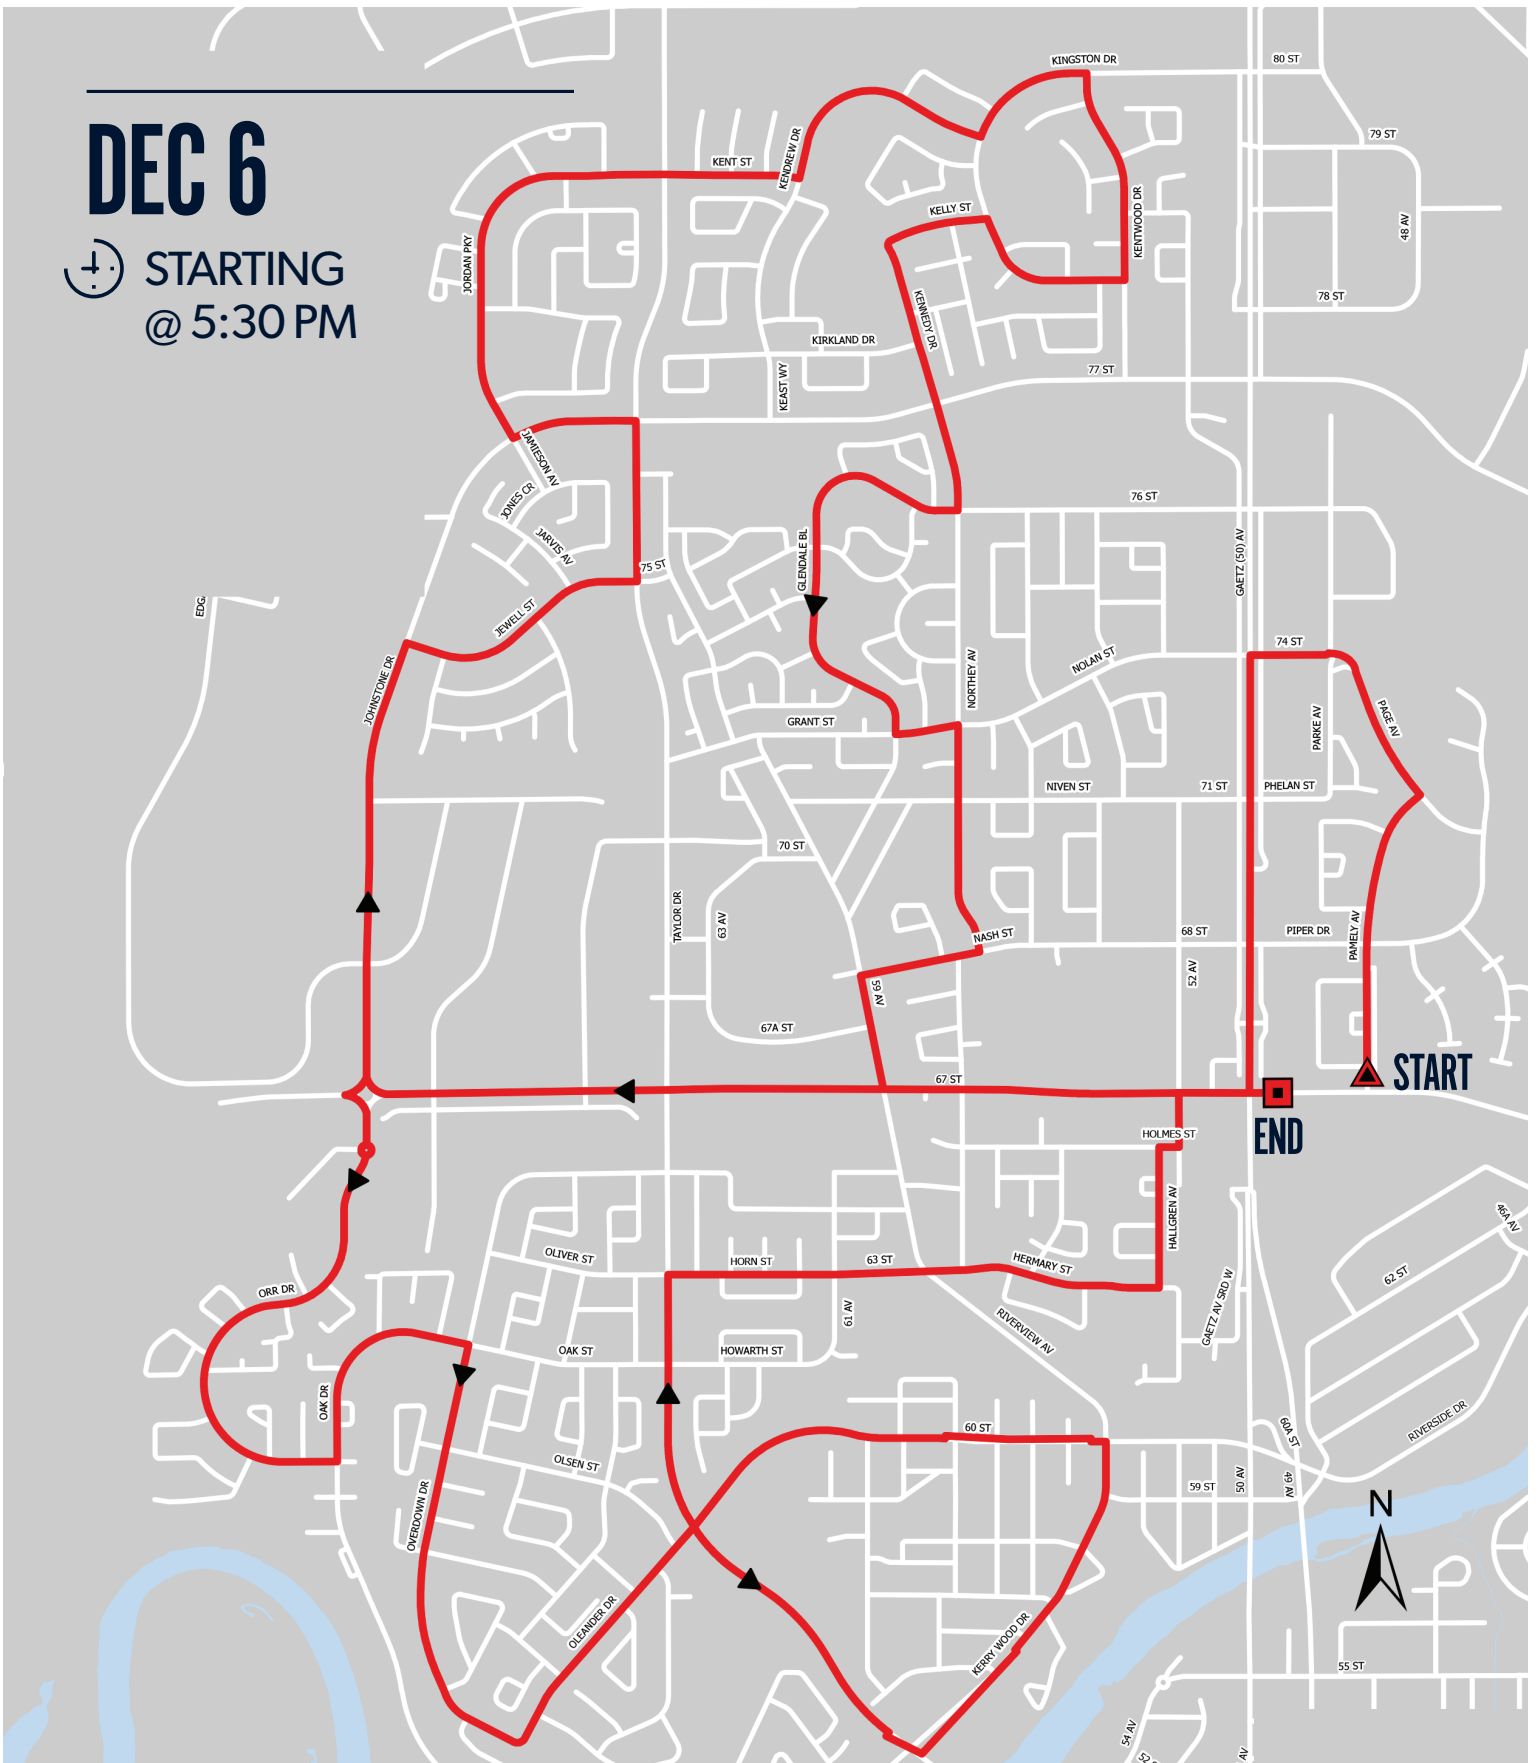 DEC 6
STARTING
@ 5:30 PM
KINGSTON DR
80 ST
79 ST
KENT ST
KENDREW DR
KELLY ST
KENTWOOD DR
48 AV
JORDAN PKY
78 ST
KENNEDY DR
KIRKLAND DR
KEAST WY
77 ST
JAMIESON AV
JONES CR
76 ST
JARVIS AV
GLENDALE BL
GAETZ (50) AV
75 ST
JEWELL ST
74 ST
JOHNSTONE DR
NORTHEY AV
NOLAN ST
PAGE AV
PARKE AV
GRANT ST
NIVEN ST
71 ST
PHELAN ST
70 ST
TAYLOR DR
63 AV
NASH ST
68 ST
PIPER DR
PAMELY AV
52 AV
59 AV
67A ST
67 ST
START
END
HOLMES ST
HALLGREN AV
46A AV
OLIVER ST
HORN ST
63 ST
HERMARY ST
62 ST
ORR DR
GAETZ AV SRD W
61 AV
RIVERVIEW AV
OAK ST
HOWARTH ST
OAK DR
60 ST
60A ST
RIVERSIDE DR
OLSEN ST
50 AV
49 AV
59 ST
OVERDOWN DR
N
OLEANDER DR
KERRY WOOD DR
55 ST
54 AV
AV